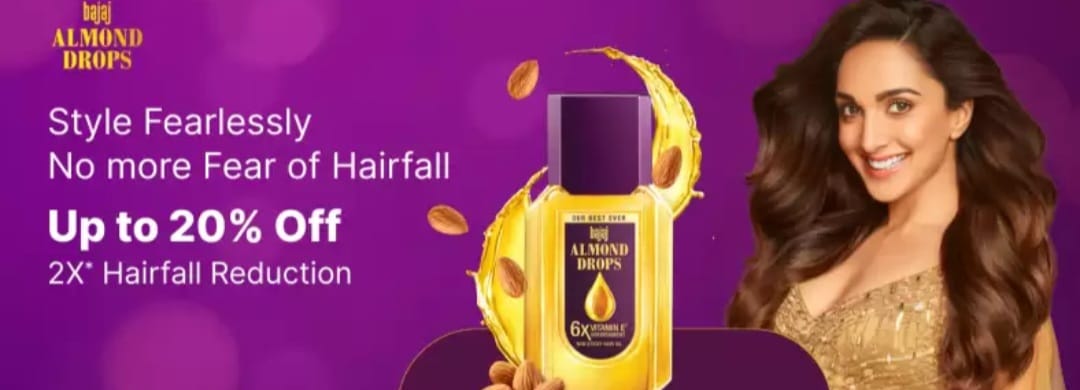 bajaj
ALMOND
DROPS
Style Fearlessly
No more Fear of Hairfall
Up to 20% Off
2X* Hairfall Reduction
OUR BEST EVER
bajaj
ALMOND
DROPS
6X VITAMIN E